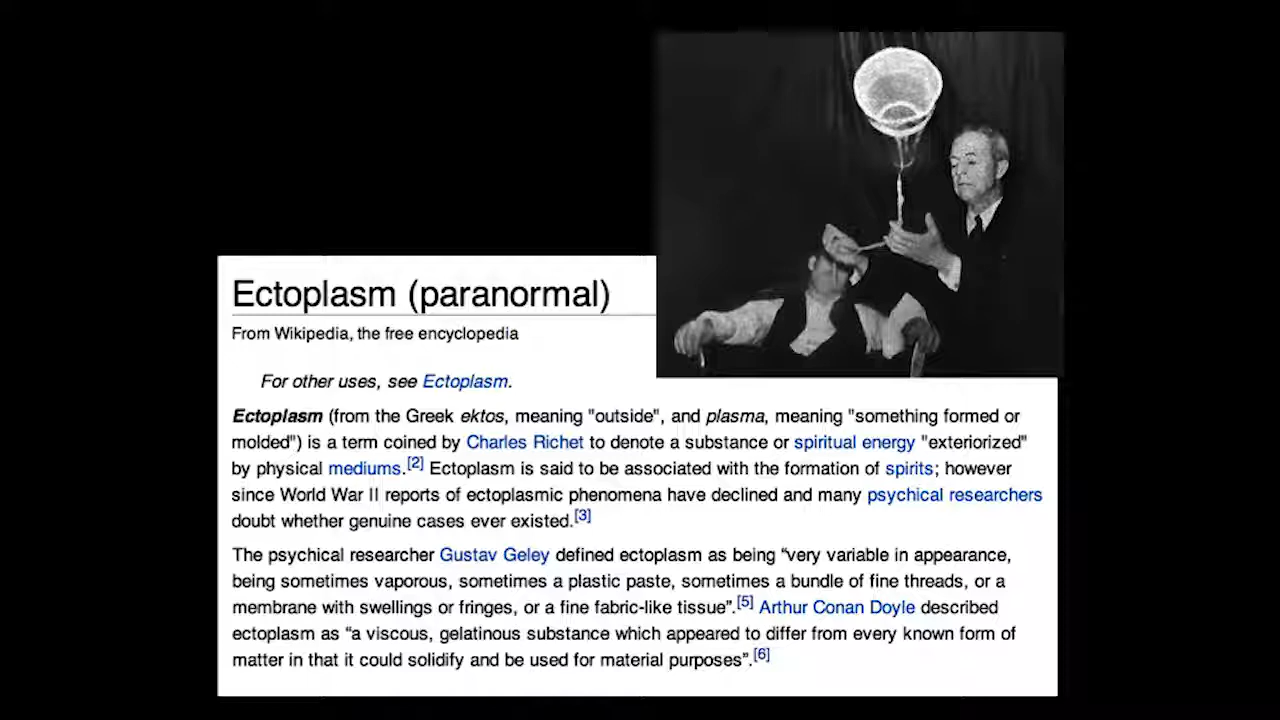 Ectoplasm (paranormal)
From Wikipedia, the free encyclopedia
For other uses, see Ectoplasm.
Ectoplasm (from the Greek ektos, meaning "outside", and plasma, meaning "something formed or
molded") is a term coined by Charles Richet to denote a substance or spiritual energy "exteriorized"
by physical mediums.[2] Ectoplasm is said to be associated with the formation of spirits; however
since World War II reports of ectoplasmic phenomena have declined and many psychical researchers
doubt whether genuine cases ever existed.[3]
The psychical researcher Gustav Geley defined ectoplasm as being “very variable in appearance,
being sometimes vaporous, sometimes a plastic paste, sometimes a bundle of fine threads, or a
membrane with swellings or fringes, or a fine fabric-like tissue”.[5] Arthur Conan Doyle described
ectoplasm as “a viscous, gelatinous substance which appeared to differ from every known form of
matter in that it could solidify and be used for material purposes”.[6]